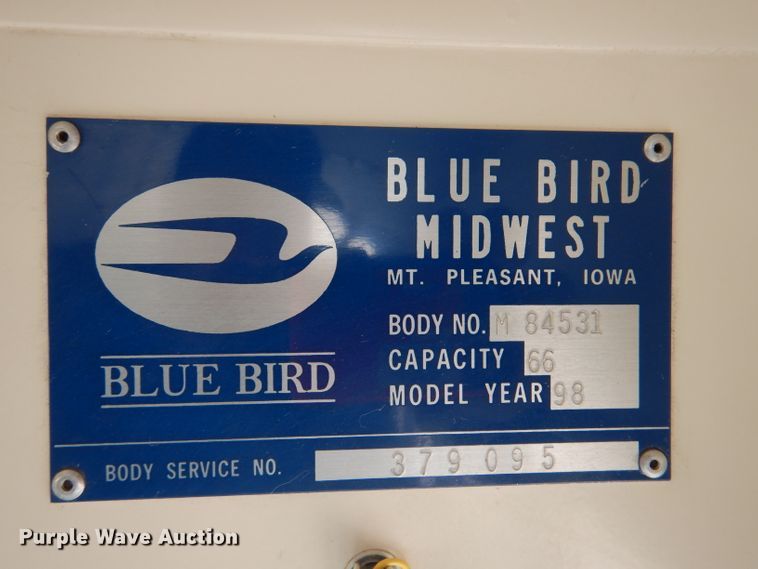 BLUE BIRD
MIDWEST
MT. PLEASANT, IOWA
BODY NO. M 84531
CAPACITY 66
MODEL YEAR 98
BLUE BIRD
BODY SERVICE NO. 379095
Purple Wave Auction